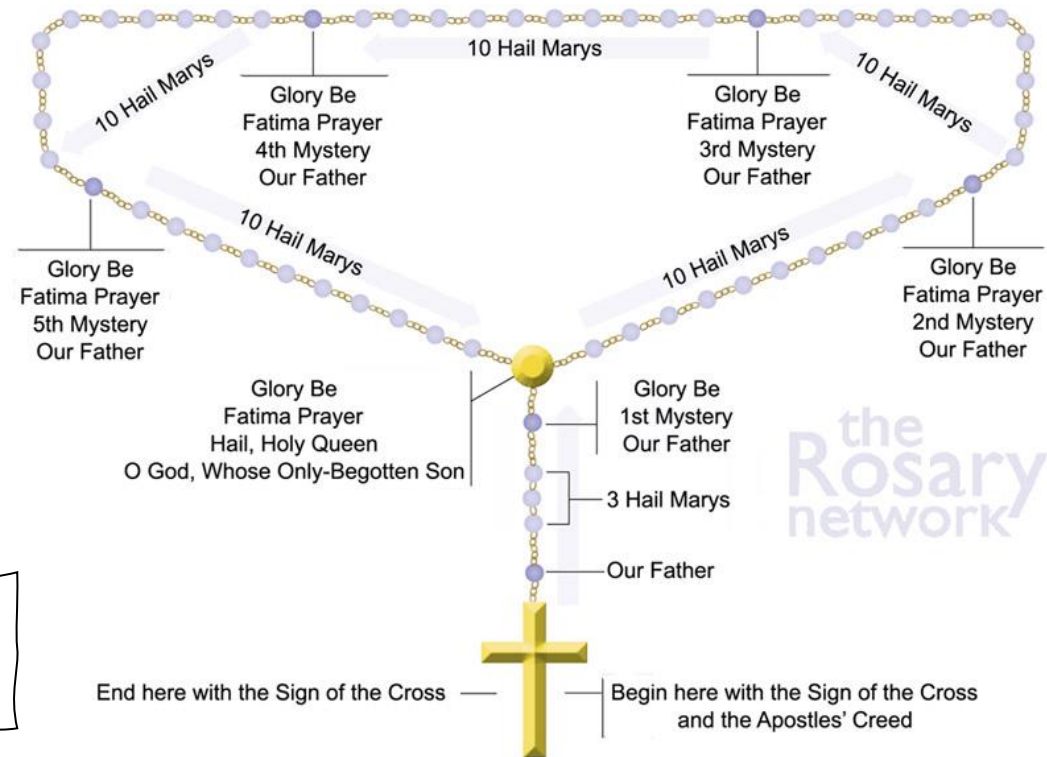 10 Hail Marys
10 Hail Marys
10 Hail Marys
Glory Be
Fatima Prayer
4th Mystery
Our Father
Glory Be
Fatima Prayer
3rd Mystery
Our Father
10 Hail Marys
10 Hail Marys
Glory Be
Fatima Prayer
5th Mystery
Our Father
Glory Be
Fatima Prayer
2nd Mystery
Our Father
Glory Be
Fatima Prayer
Hail, Holy Queen
O God, Whose Only-Begotten Son
Glory Be
1st Mystery
Our Father
the
Rosary
network
3 Hail Marys
Our Father
End here with the Sign of the Cross
Begin here with the Sign of the Cross
and the Apostles' Creed